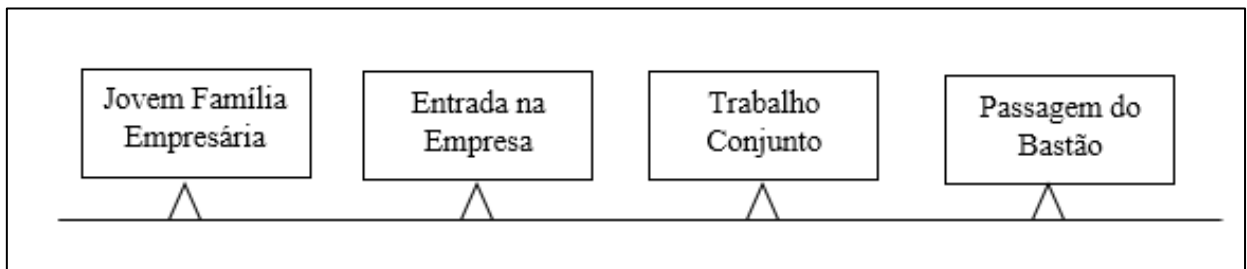 Jovem Família
Empresária
Entrada na
Empresa
Trabalho
Conjunto
Passagem do
Bastão